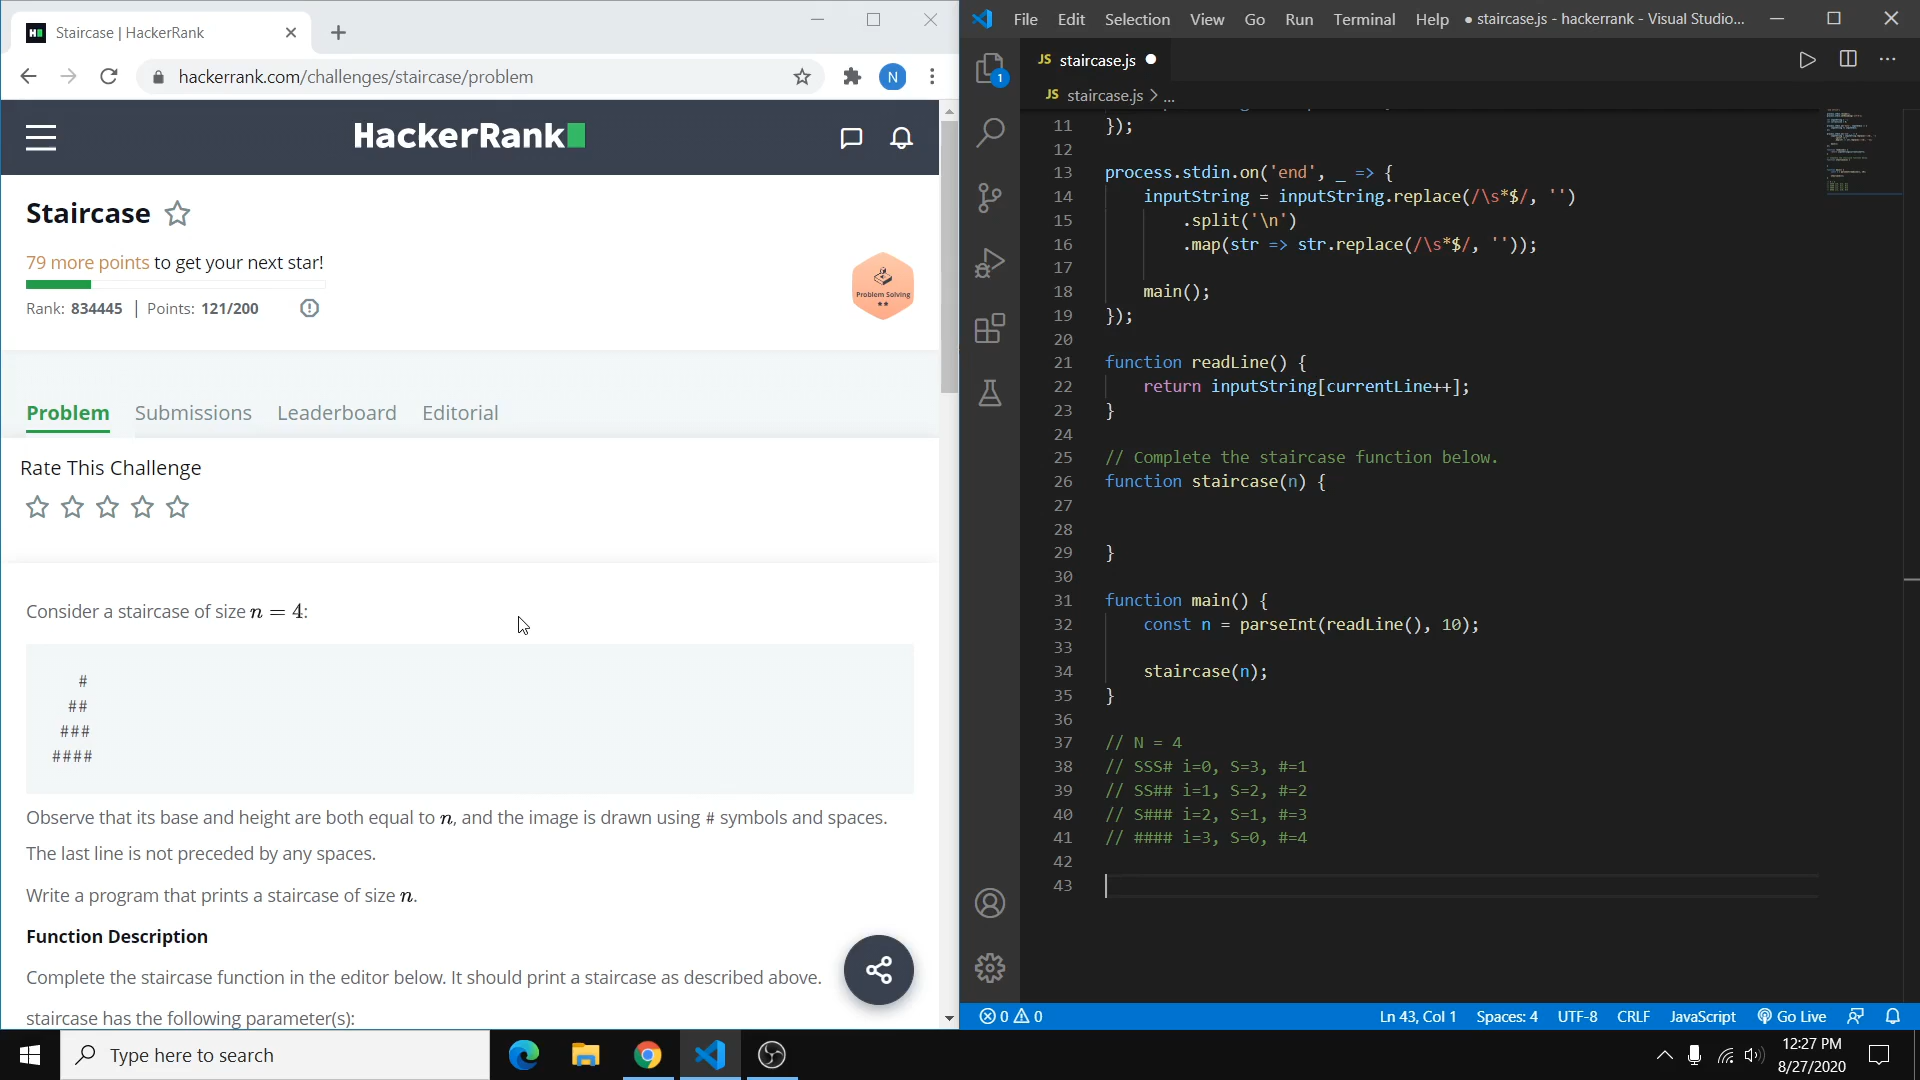 Staircase | HackerRank
hackerrank.com/challenges/staircase/problem
N
HackerRank
Staircase
79 more points to get your next star!
Rank: 834445 | Points: 121/200
Problem Solving
Problem Submissions Leaderboard Editorial
Rate This Challenge
Consider a staircase of size n = 4:
#
##
###
####
Observe that its base and height are both equal to n, and the image is drawn using # symbols and spaces.
The last line is not preceded by any spaces.
Write a program that prints a staircase of size n.
Function Description
Complete the staircase function in the editor below. It should print a staircase as described above.
staircase has the following parameter(s):
File Edit Selection View Go Run Terminal Help ● staircase.js - hackerrank - Visual Studio...
1
JS staircase.js ●
JS staircase.js > ...
11 });
12
13 process.stdin.on('end', _ => {
14     inputString = inputString.replace(/\s*$/, '')
15         .split('\n')
16         .map(str => str.replace(/\s*$/, ''));
17
18     main();
19 });
20
21 function readLine() {
22     return inputString[currentLine++];
23 }
24
25 // Complete the staircase function below.
26 function staircase(n) {
27
28
29 }
30
31 function main() {
32     const n = parseInt(readLine(), 10);
33
34     staircase(n);
35 }
36
37 // N = 4
38 // SSS# i=0, S=3, #=1
39 // SS## i=1, S=2, #=2
40 // S### i=2, S=1, #=3
41 // #### i=3, S=0, #=4
42
43
0 0 Ln 43, Col 1 Spaces: 4 UTF-8 CRLF JavaScript Go Live
Type here to search
12:27 PM
8/27/2020